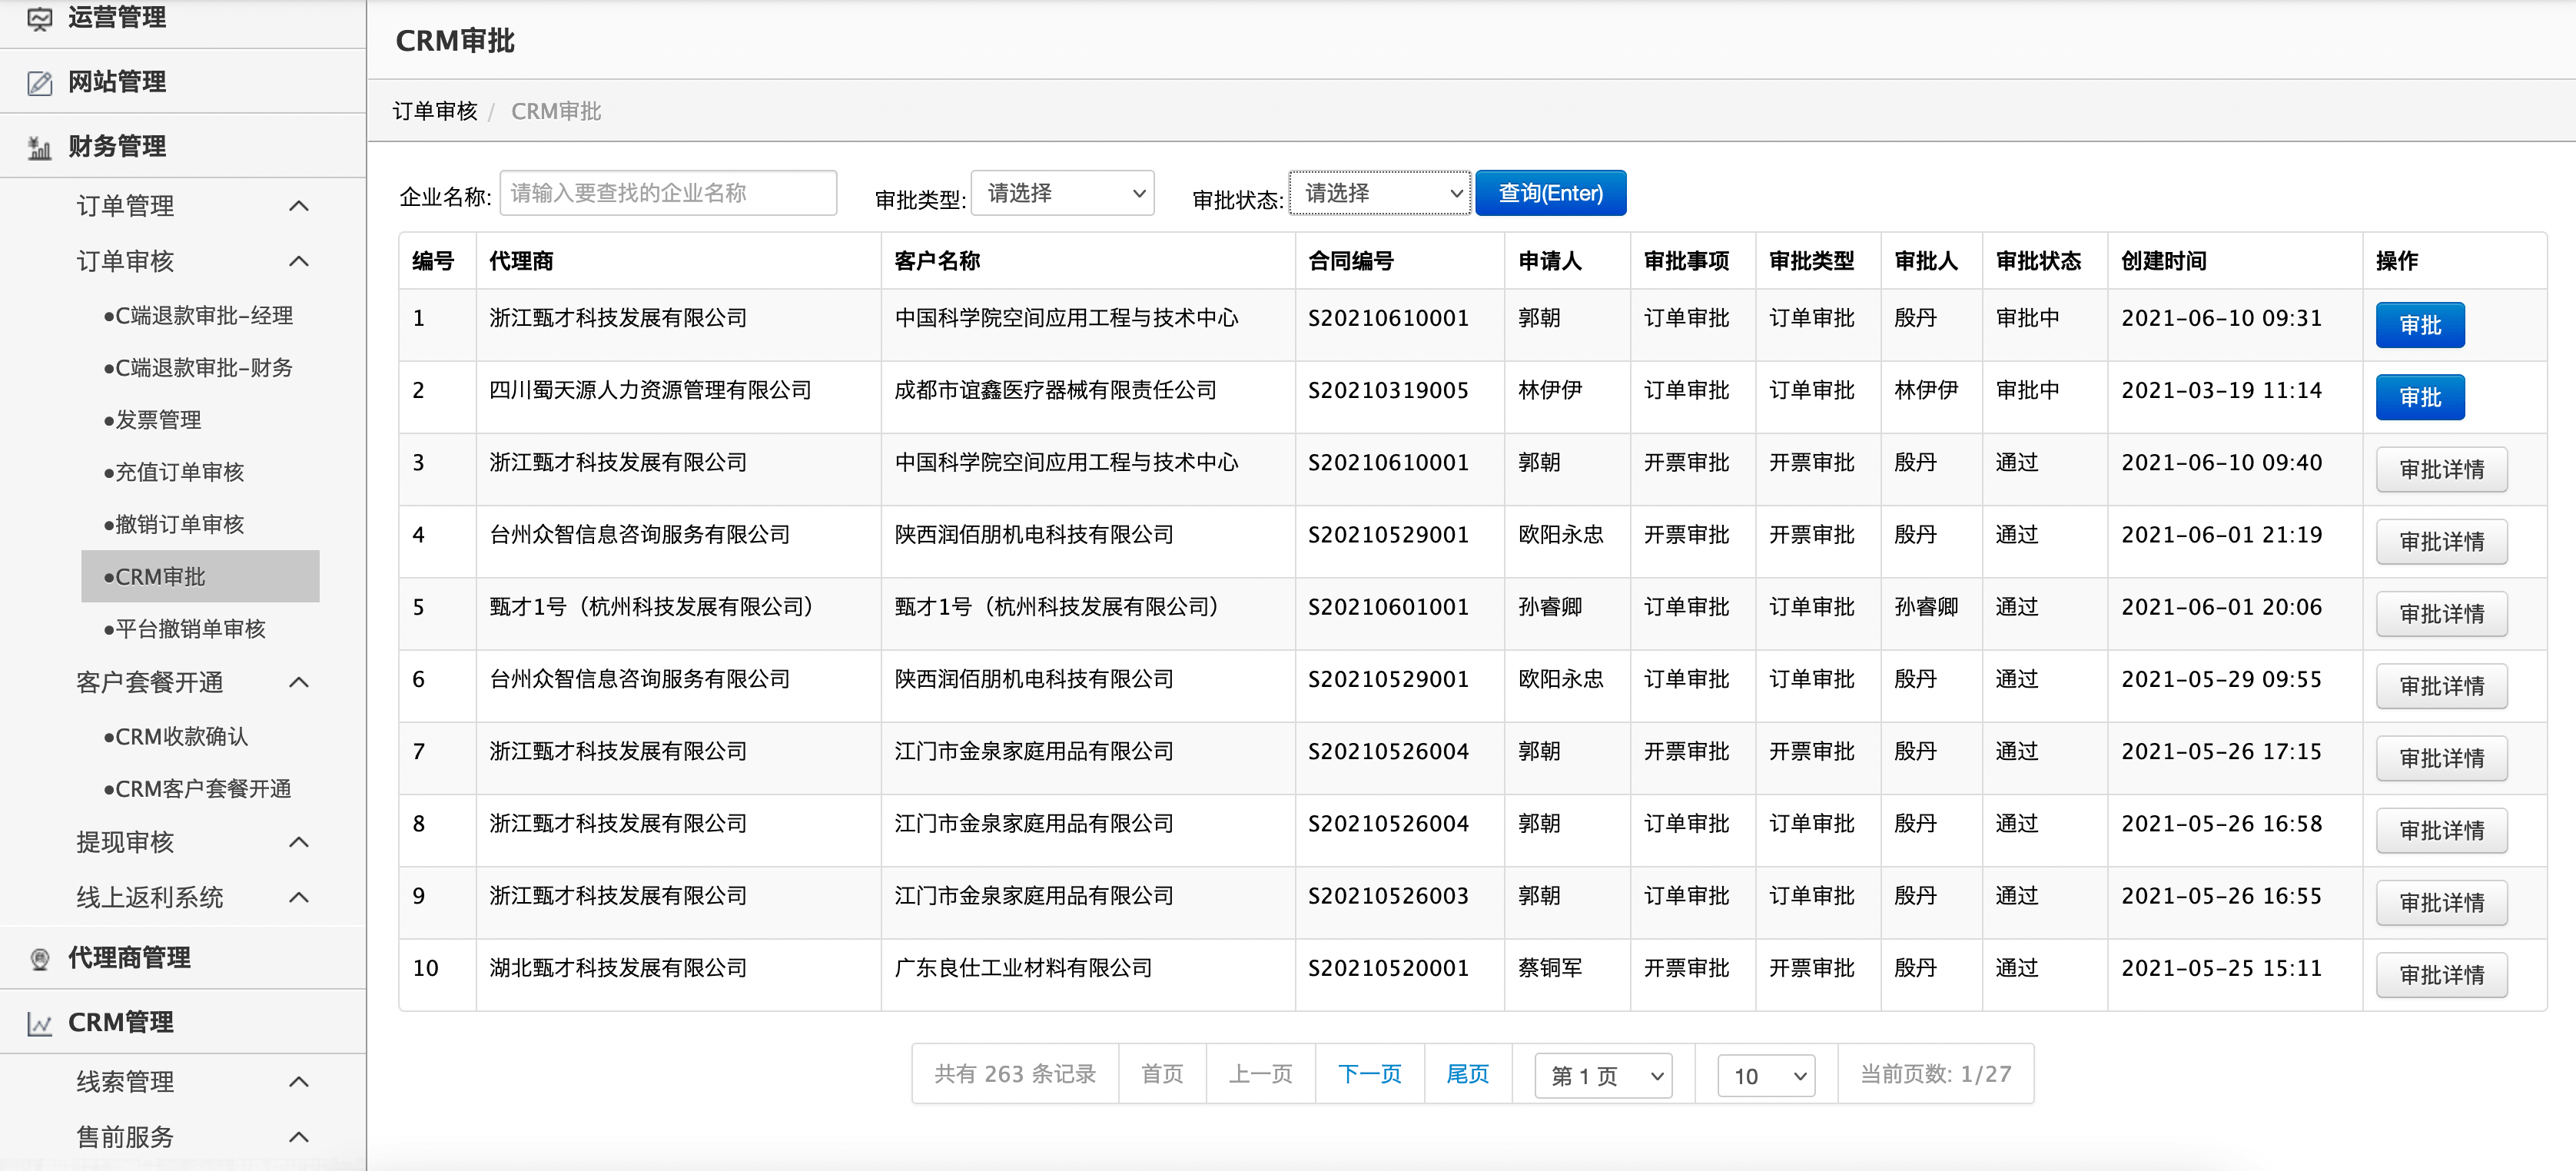 运营管理
网站管理
财务管理
订单管理
订单审核
●C端退款审批-经理
●C端退款审批-财务
●发票管理
●充值订单审核
●撤销订单审核
●CRM审批
●平台撤销单审核
客户套餐开通
●CRM收款确认
●CRM客户套餐开通
提现审核
线上返利系统
代理商管理
CRM管理
线索管理
售前服务
CRM审批
订单审核 / CRM审批
企业名称: 请输入要查找的企业名称 审批类型: 请选择 审批状态: 请选择 查询(Enter)
编号 代理商 客户名称 合同编号 申请人 审批事项 审批类型 审批人 审批状态 创建时间 操作
1 浙江甄才科技发展有限公司 中国科学院空间应用工程与技术中心 S20210610001 郭朝 订单审批 订单审批 殷丹 审批中 2021-06-10 09:31 审批
2 四川蜀天源人力资源管理有限公司 成都市谊鑫医疗器械有限责任公司 S20210319005 林伊伊 订单审批 订单审批 林伊伊 审批中 2021-03-19 11:14 审批
3 浙江甄才科技发展有限公司 中国科学院空间应用工程与技术中心 S20210610001 郭朝 开票审批 开票审批 殷丹 通过 2021-06-10 09:40 审批详情
4 台州众智信息咨询服务有限公司 陕西润佰朋机电科技有限公司 S20210529001 欧阳永忠 开票审批 开票审批 殷丹 通过 2021-06-01 21:19 审批详情
5 甄才1号（杭州科技发展有限公司） 甄才1号（杭州科技发展有限公司） S20210601001 孙睿卿 订单审批 订单审批 孙睿卿 通过 2021-06-01 20:06 审批详情
6 台州众智信息咨询服务有限公司 陕西润佰朋机电科技有限公司 S20210529001 欧阳永忠 订单审批 订单审批 殷丹 通过 2021-05-29 09:55 审批详情
7 浙江甄才科技发展有限公司 江门市金泉家庭用品有限公司 S20210526004 郭朝 开票审批 开票审批 殷丹 通过 2021-05-26 17:15 审批详情
8 浙江甄才科技发展有限公司 江门市金泉家庭用品有限公司 S20210526004 郭朝 订单审批 订单审批 殷丹 通过 2021-05-26 16:58 审批详情
9 浙江甄才科技发展有限公司 江门市金泉家庭用品有限公司 S20210526003 郭朝 订单审批 订单审批 殷丹 通过 2021-05-26 16:55 审批详情
10 湖北甄才科技发展有限公司 广东良仕工业材料有限公司 S20210520001 蔡铜军 开票审批 开票审批 殷丹 通过 2021-05-25 15:11 审批详情
共有 263 条记录 首页 上一页 下一页 尾页 第 1 页 10 当前页数: 1/27